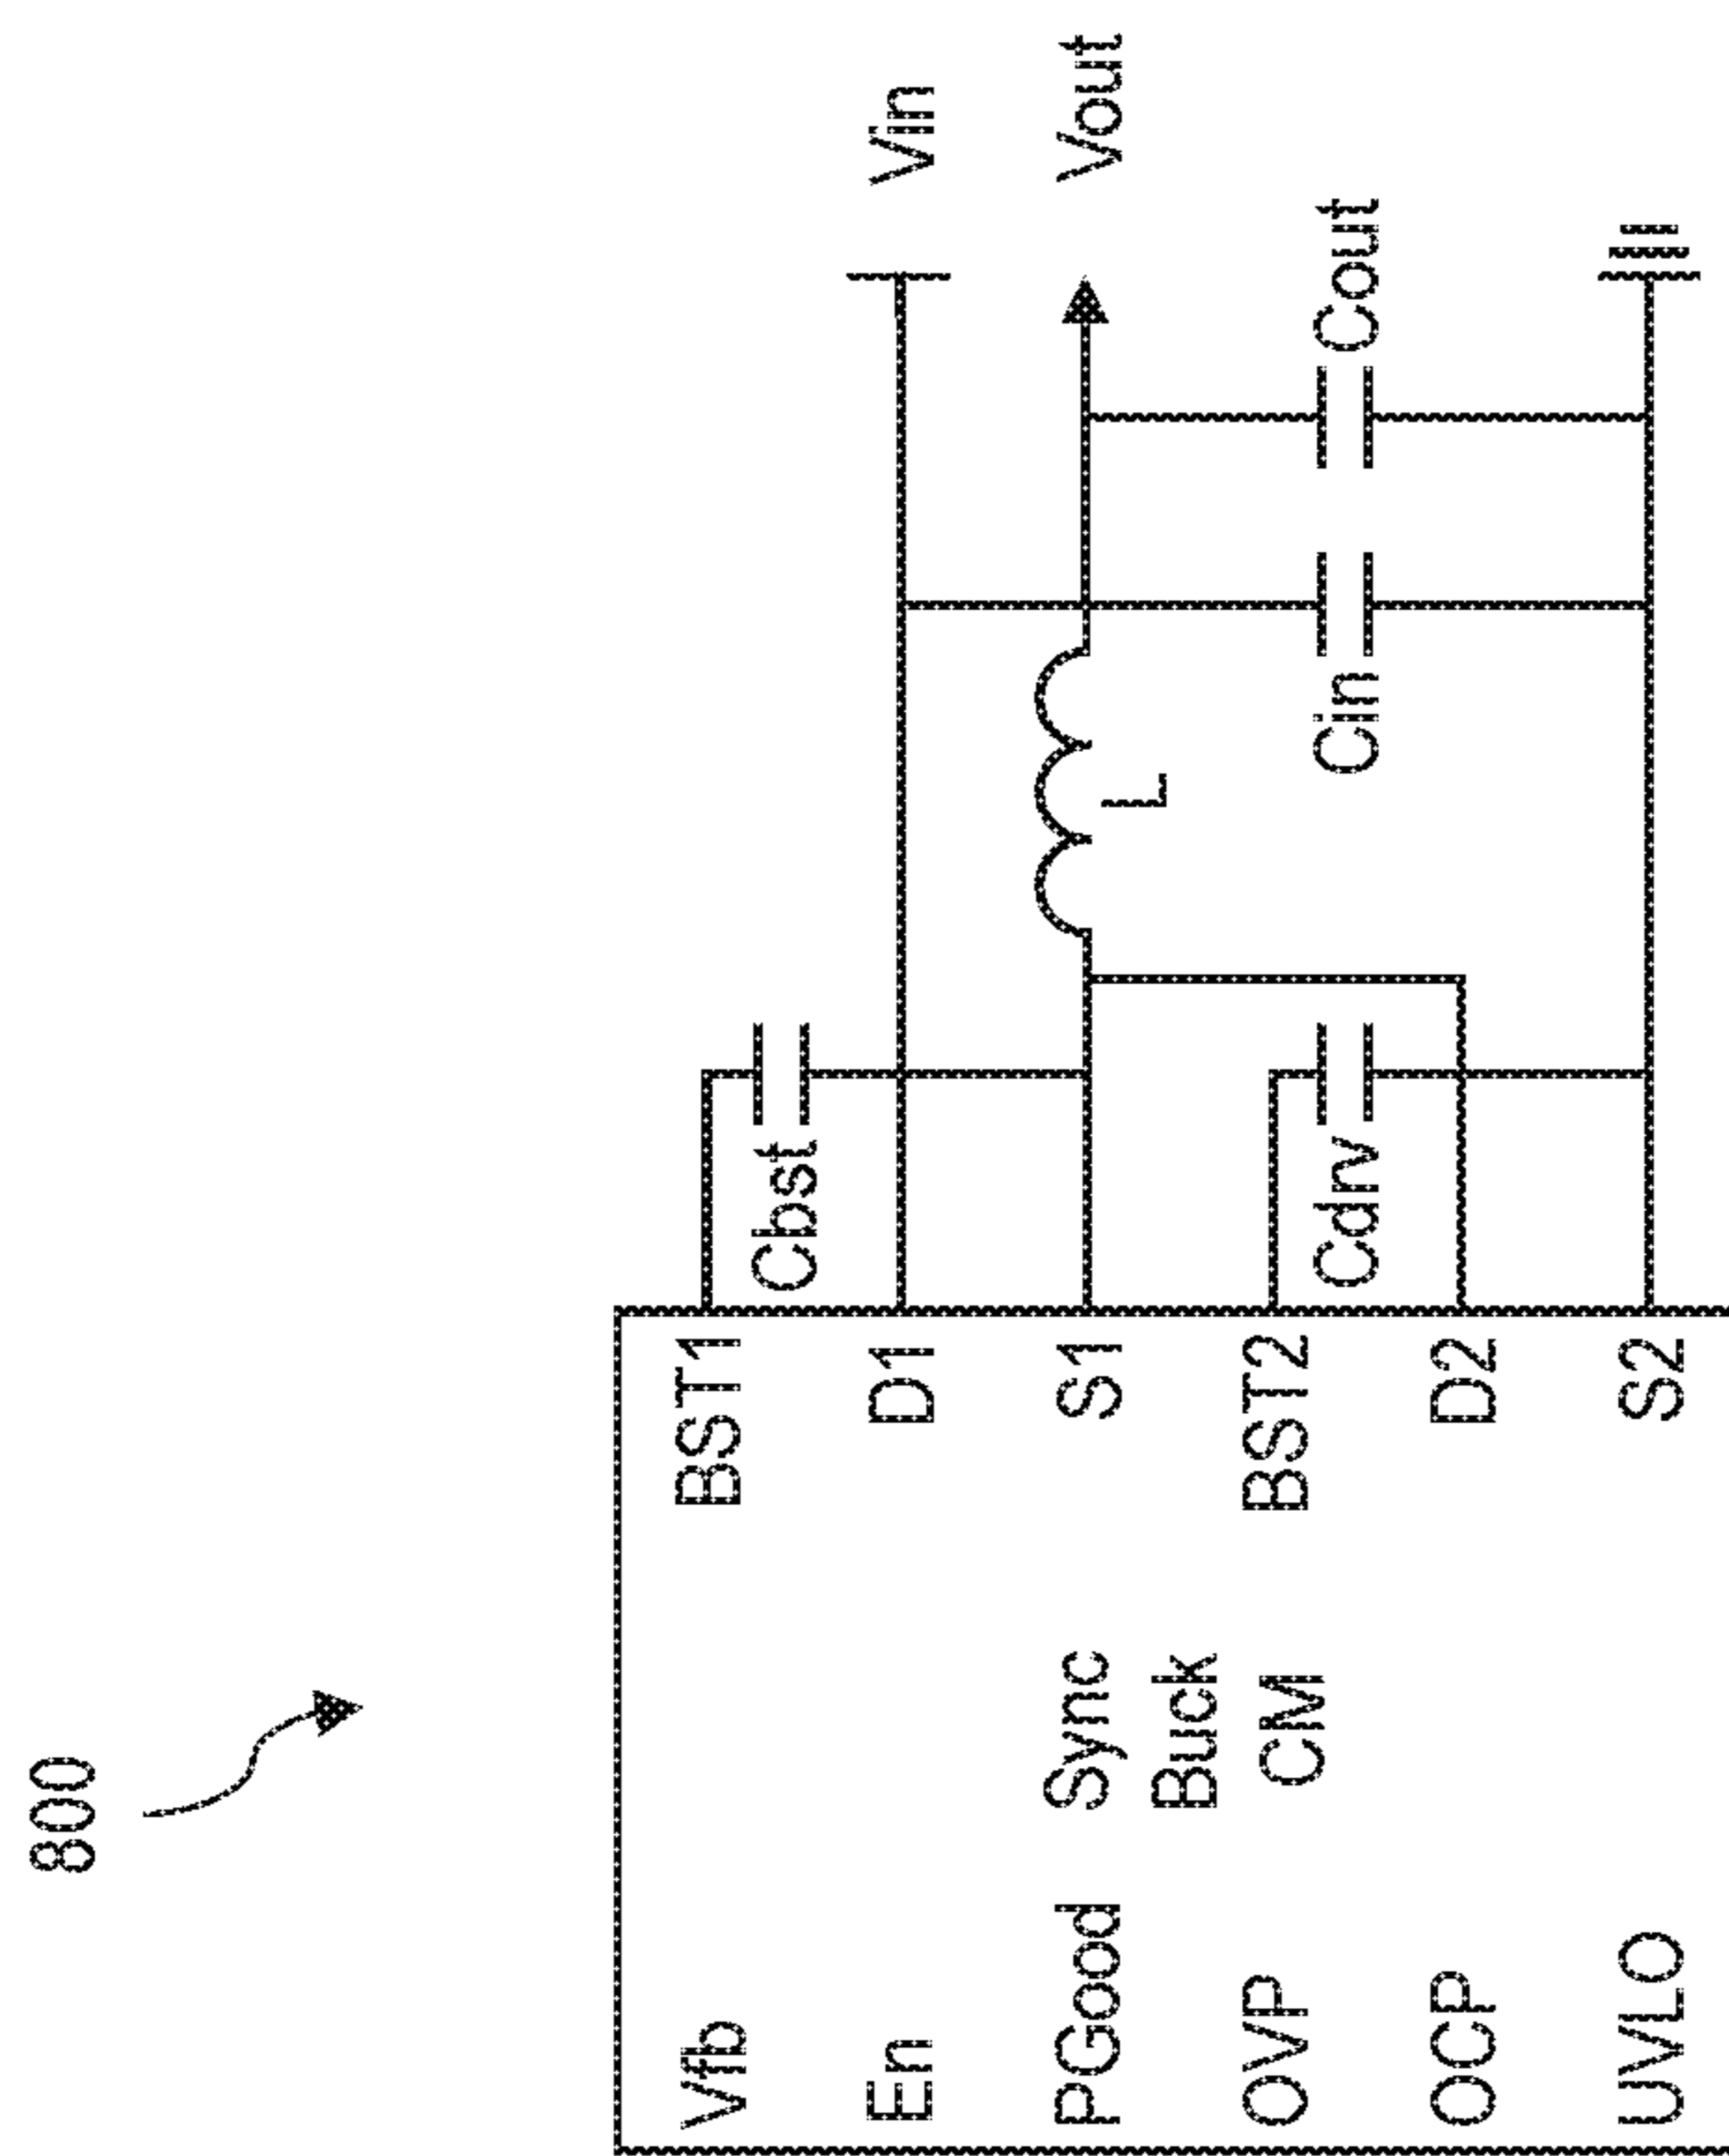 800
Vfb
En
PGood
OVP
OCP
UVLO
Sync
Buck
CM
BST1
D1
S1
BST2
D2
S2
Cbst
Cdrv
L
Cin
Cout
Vin
Vout